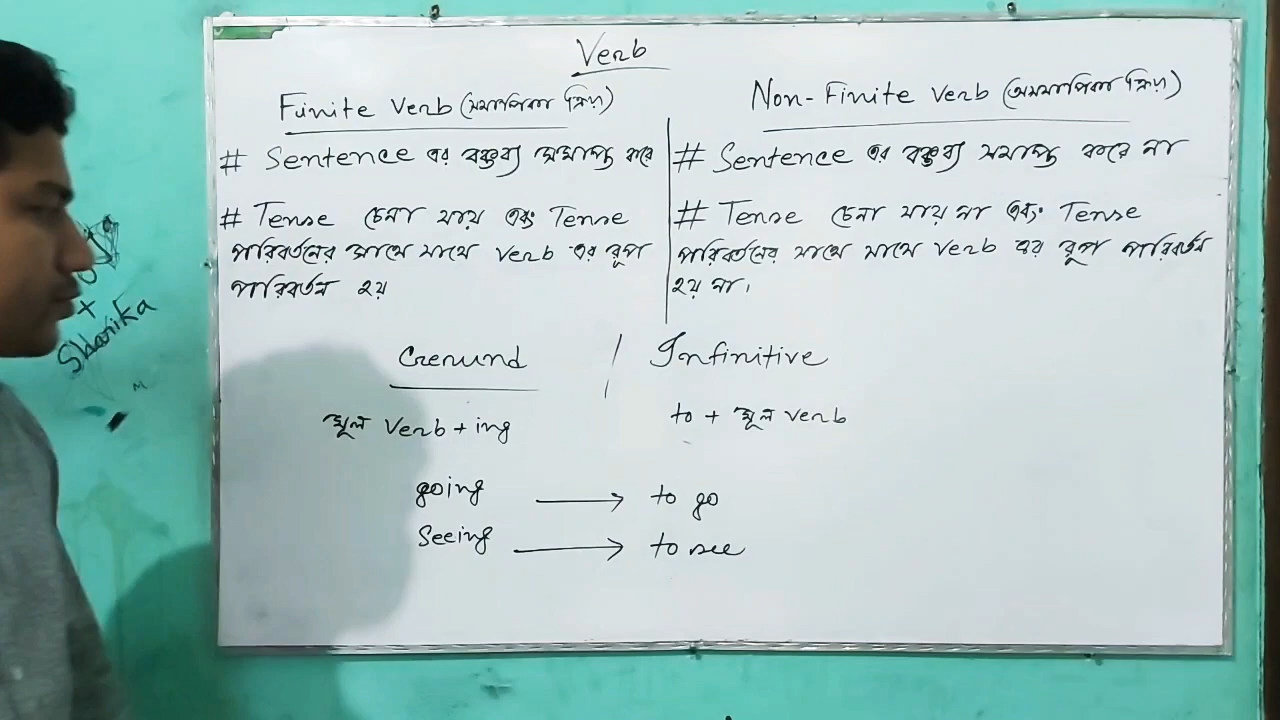 Verb
Finite Verb (সমাপিকা ক্রিয়া)
# Sentence এর বক্তব্য সমাপ্ত করে
# Tense চেনা যায় এবং Tense
পরিবর্তনের সাথে সাথে Verb এর রূপ
পরিবর্তন হয়
Non-Finite Verb (অসমাপিকা ক্রিয়া)
# Sentence এর বক্তব্য সমাপ্ত করে না
# Tense চেনা যায় না এবং Tense
পরিবর্তনের সাথে সাথে Verb এর রূপ পরিবর্তন
হয় না।
Gerund / Infinitive
মূল Verb + ing
to + মূল verb
going → to go
Seeing → to see
+
Sharika